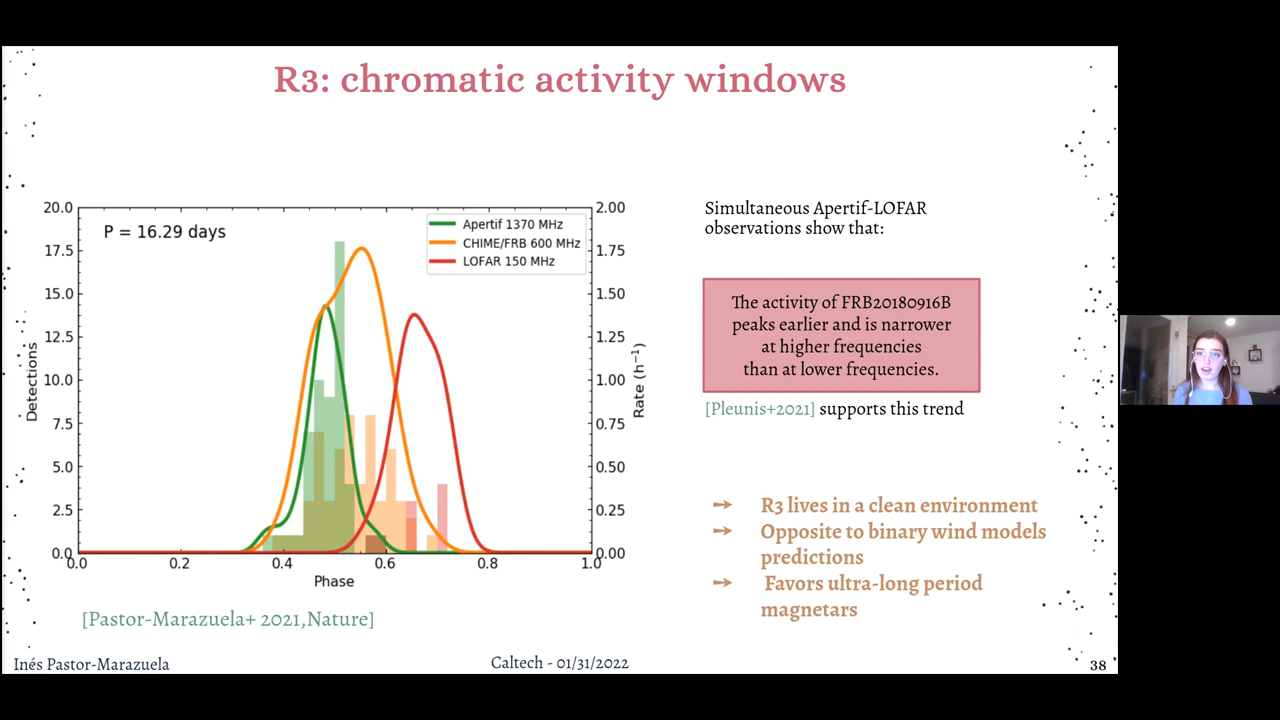 R3: chromatic activity windows
20.0
17.5
15.0
12.5
10.0
7.5
5.0
2.5
0.0
Detections
P = 16.29 days
Apertif 1370 MHz
CHIME/FRB 600 MHz
LOFAR 150 MHz
2.00
1.75
1.50
1.25
1.00
0.75
0.50
0.25
0.00
Rate (h⁻¹)
0.0 0.2 0.4 0.6 0.8 1.0
Phase
[Pastor-Marazuela+ 2021,Nature]
Simultaneous Apertif-LOFAR
observations show that:
The activity of FRB20180916B
peaks earlier and is narrower
at higher frequencies
than at lower frequencies.
[Pleunis+2021] supports this trend
➙ R3 lives in a clean environment
➙ Opposite to binary wind models
predictions
➙ Favors ultra-long period
magnetars
Inés Pastor-Marazuela
Caltech - 01/31/2022
38